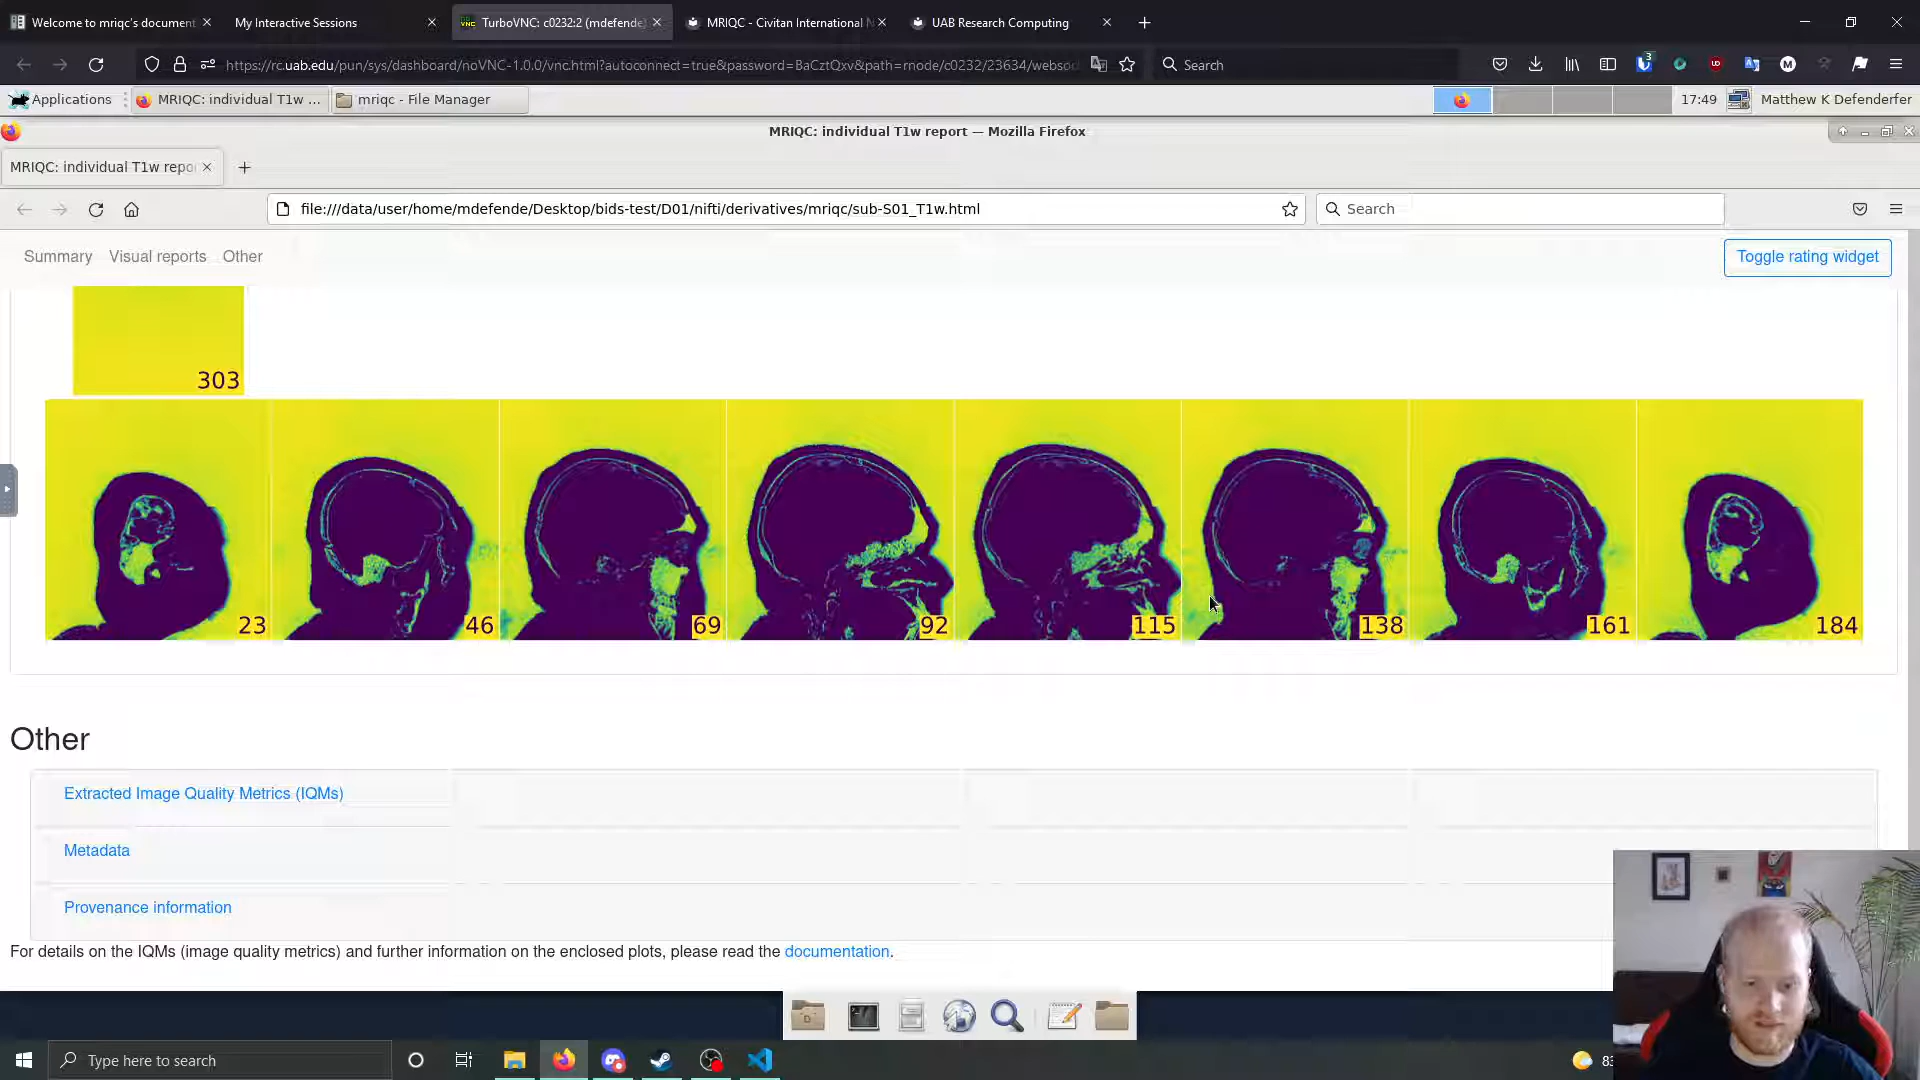 Welcome to mriqc's document
My Interactive Sessions
TurboVNC: c0232:2 (mdefende
MRIQC - Civitan International N
UAB Research Computing
https://rc.uab.edu/pun/sys/dashboard/noVNC-1.0.0/vnc.html?autoconnect=true&password=BaCztQxv&path=rnode/c0232/23634/websoc
Search
3
Applications
MRIQC: individual T1w ...
mriqc - File Manager
17:49
Matthew K Defenderfer
MRIQC: individual T1w report — Mozilla Firefox
MRIQC: individual T1w repo
file:///data/user/home/mdefende/Desktop/bids-test/D01/nifti/derivatives/mriqc/sub-S01_T1w.html
Search
Summary
Visual reports
Other
Toggle rating widget
303
23
46
69
92
115
138
161
184
Other
Extracted Image Quality Metrics (IQMs)
Metadata
Provenance information
For details on the IQMs (image quality metrics) and further information on the enclosed plots, please read the documentation.
Type here to search